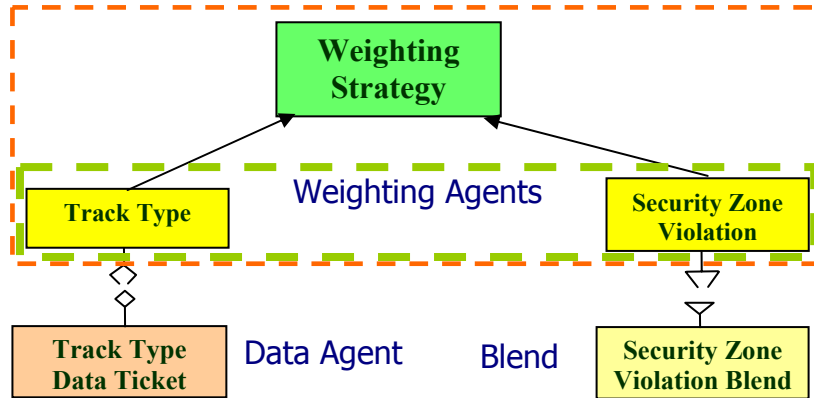 Weighting
Strategy
Weighting Agents
Track Type
Security Zone
Violation
Track Type
Data Ticket
Data Agent
Blend
Security Zone
Violation Blend